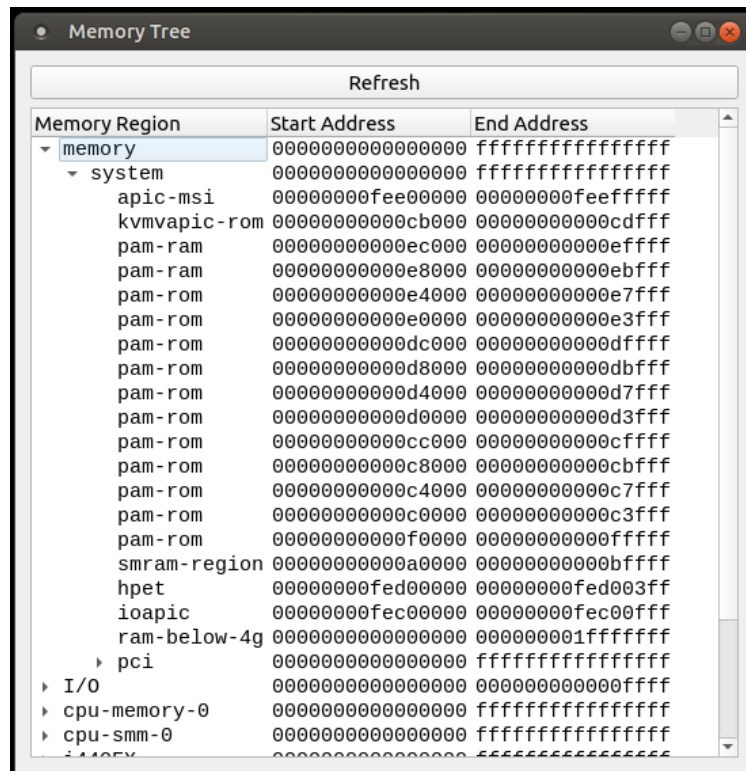 Memory Tree
Refresh
Memory Region Start Address End Address
memory 0000000000000000 ffffffffffffffff
system 0000000000000000 ffffffffffffffff
apic-msi 00000000fee00000 00000000feefffff
kvmvapic-rom 00000000000cb000 00000000000cdfff
pam-ram 00000000000ec000 00000000000effff
pam-ram 00000000000e8000 00000000000ebfff
pam-rom 00000000000e4000 00000000000e7fff
pam-rom 00000000000e0000 00000000000e3fff
pam-rom 00000000000dc000 00000000000dffff
pam-rom 00000000000d8000 00000000000dbfff
pam-rom 00000000000d4000 00000000000d7fff
pam-rom 00000000000d0000 00000000000d3fff
pam-rom 00000000000cc000 00000000000cffff
pam-rom 00000000000c8000 00000000000cbfff
pam-rom 00000000000c4000 00000000000c7fff
pam-rom 00000000000c0000 00000000000c3fff
pam-rom 00000000000f0000 00000000000fffff
smram-region 00000000000a0000 00000000000bffff
hpet 00000000fed00000 00000000fed003ff
ioapic 00000000fec00000 00000000fec00fff
ram-below-4g 0000000000000000 000000001fffffff
pci 0000000000000000 ffffffffffffffff
I/O 0000000000000000 000000000000ffff
cpu-memory-0 0000000000000000 ffffffffffffffff
cpu-smm-0 0000000000000000 ffffffffffffffff